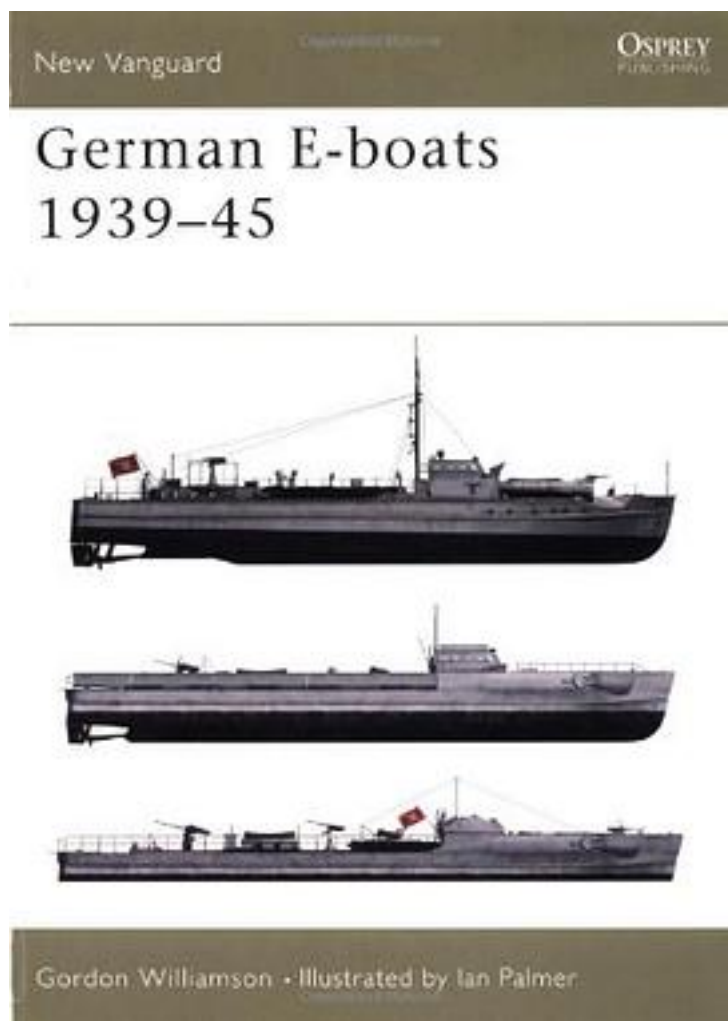 New Vanguard
OSPREY
PUBLISHING
German E-boats
1939–45
Gordon Williamson • Illustrated by Ian Palmer